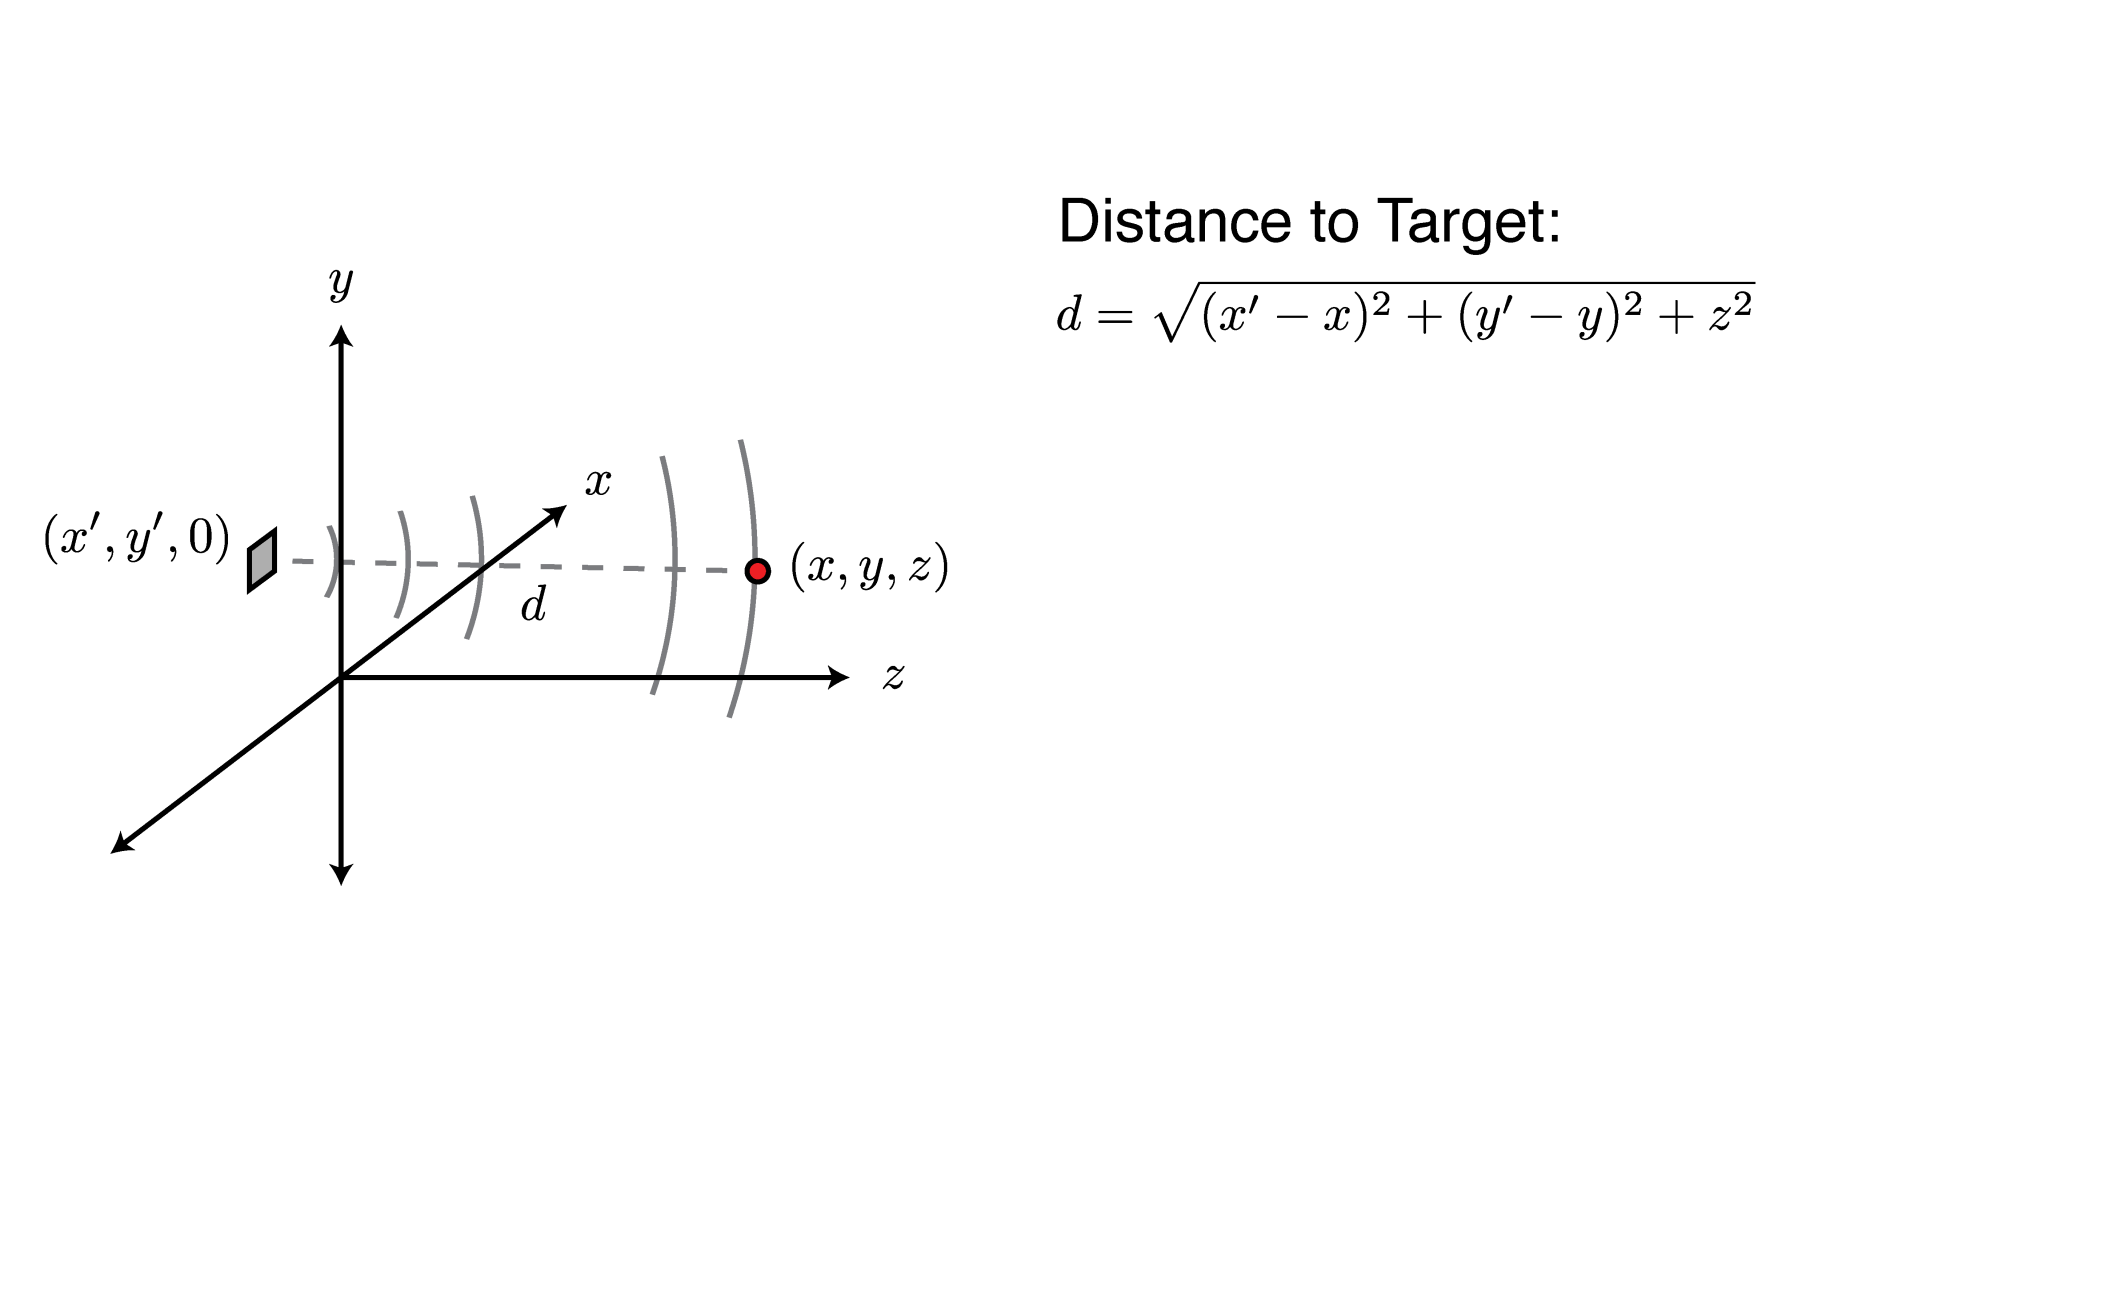 Distance to Target:
d = √((x′ − x)² + (y′ − y)² + z²)
y
x
(x′, y′, 0)
(x, y, z)
d
z